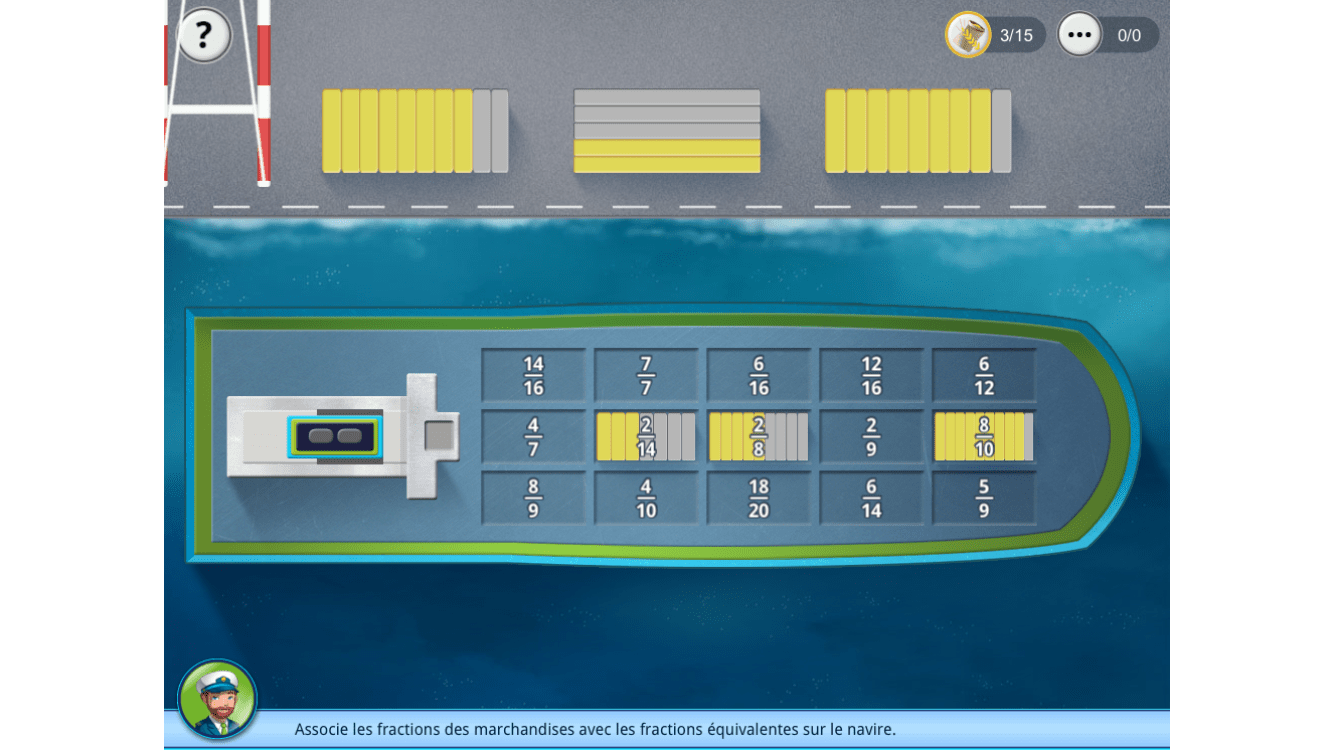 ?
3/15
0/0
14/16 7/7 6/16 12/16 6/12
4/7 2/14 2/8 2/9 8/10
8/9 4/10 18/20 6/14 5/9
Associe les fractions des marchandises avec les fractions équivalentes sur le navire.